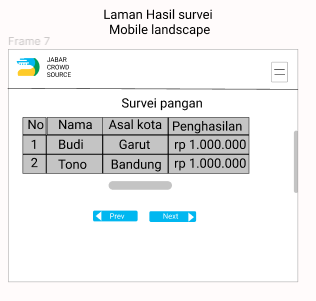 Laman Hasil survei
Mobile landscape
Frame 7
JABAR
CROWD
SOURCE
Survei pangan
No Nama Asal kota Penghasilan
1 Budi Garut rp 1.000.000
2 Tono Bandung rp 1.000.000
Prev Next